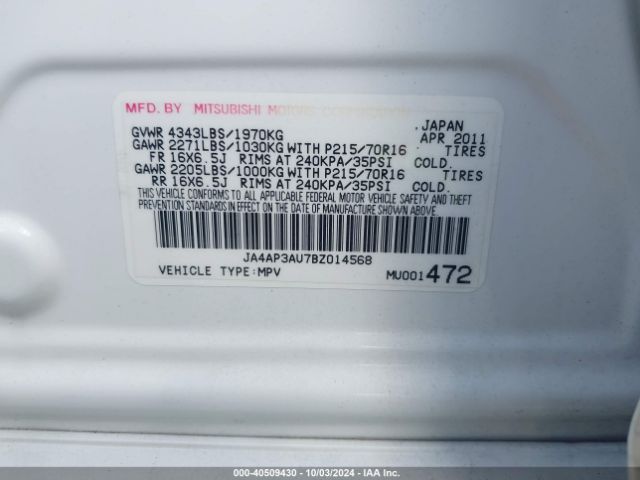 MFD. BY MITSUBISHI MOTORS CORPORATION JAPAN
GVWR 4343LBS/1970KG APR 2011
GAWR 2271LBS/1030KG WITH P215/70R16 TIRES
FR 16X6.5J RIMS AT 240KPA/35PSI COLD.
GAWR 2205LBS/1000KG WITH P215/70R16 TIRES
RR 16X6.5J RIMS AT 240KPA/35PSI COLD.
THIS VEHICLE CONFORMS TO ALL APPLICABLE FEDERAL MOTOR VEHICLE SAFETY AND THEFT
PREVENTION STANDARDS IN EFFECT ON THE DATE OF MANUFACTURE SHOWN ABOVE.
JA4AP3AU7BZ014568
VEHICLE TYPE:MPV MU001472
000-40509430 - 10/03/2024 - IAA Inc.